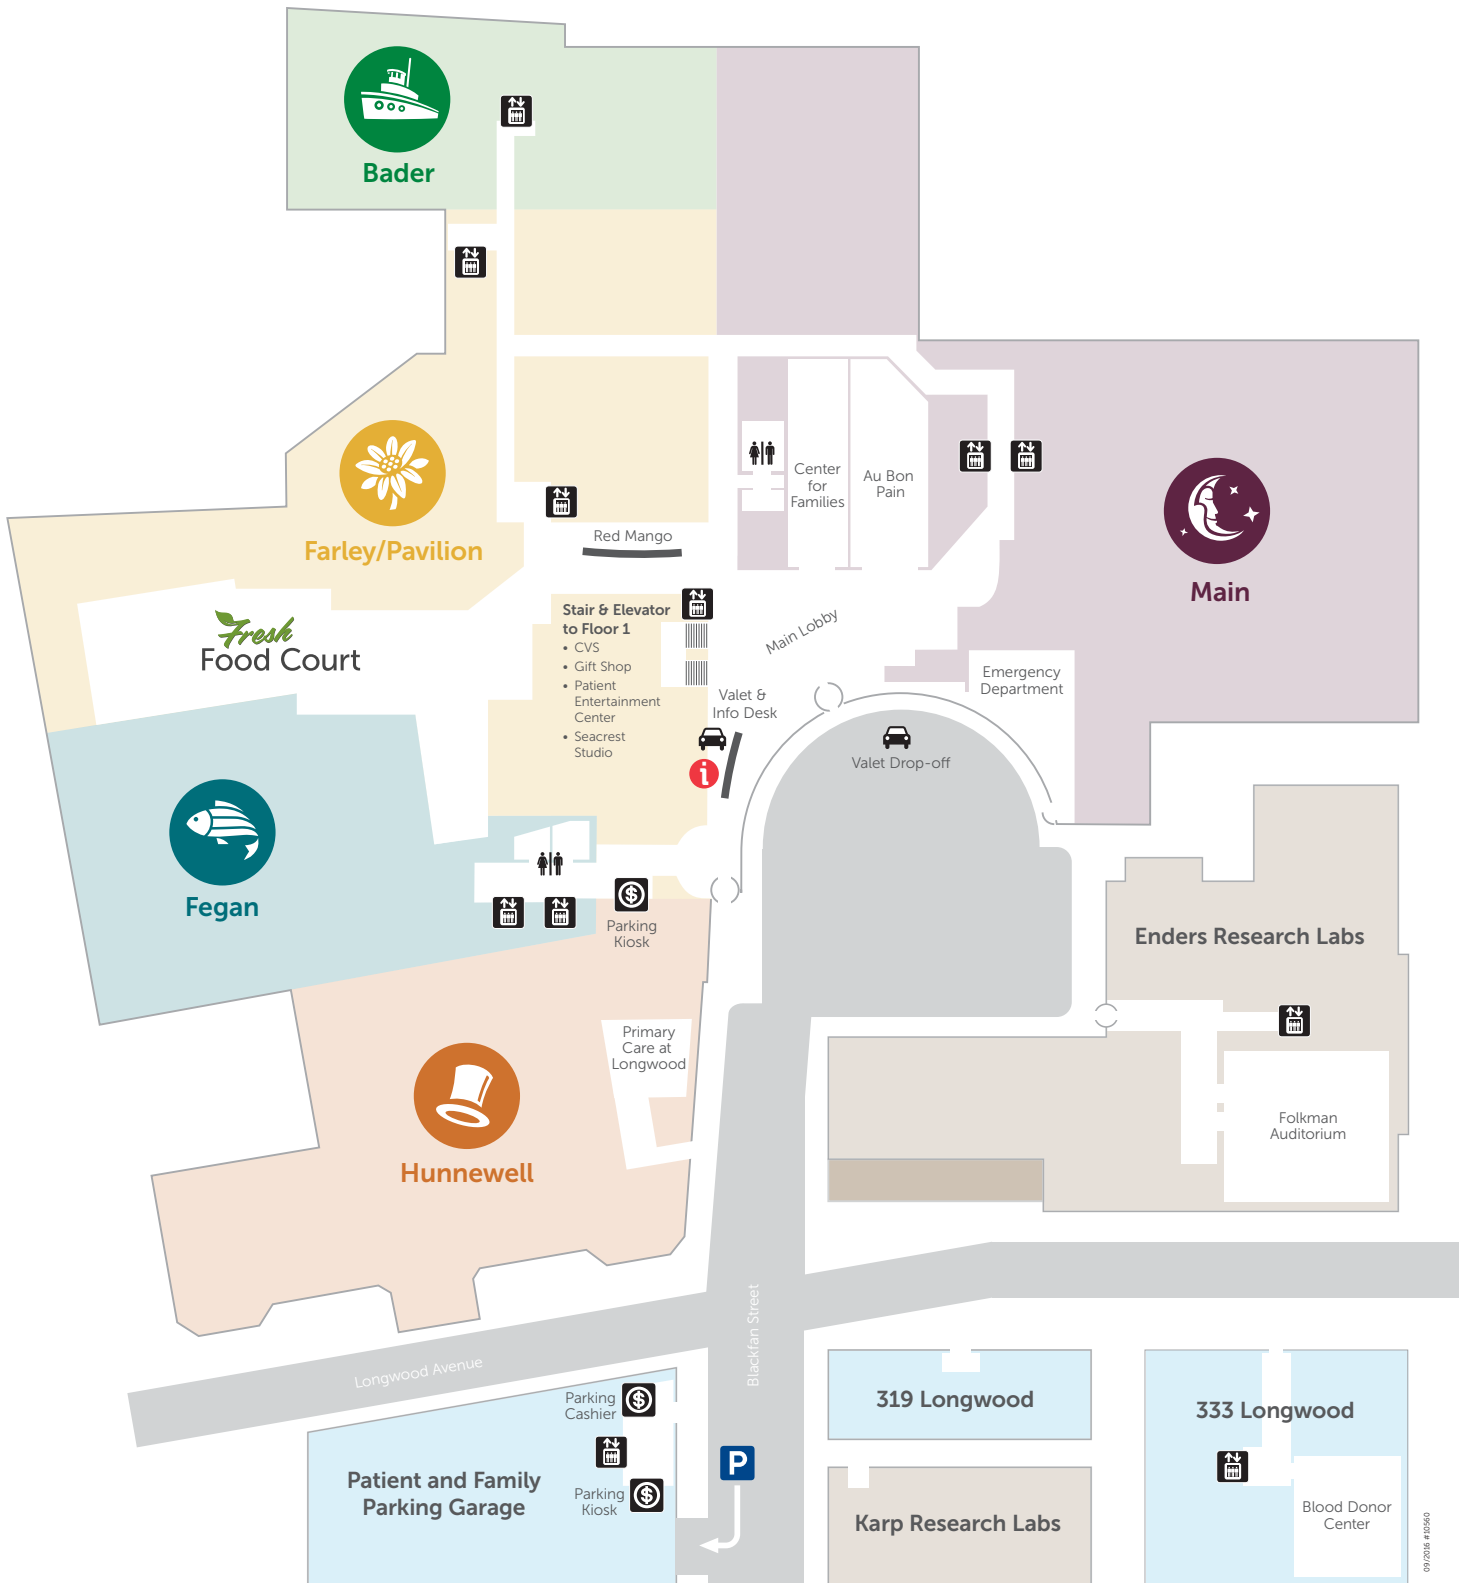 Bader
Farley/Pavilion
Red Mango
Center
for
Families
Au Bon
Pain
Main
Fresh
Food Court
Stair & Elevator
to Floor 1
• CVS
• Gift Shop
• Patient
Entertainment
Center
• Seacrest
Studio
Main Lobby
Valet &
Info Desk
i
Emergency
Department
Valet Drop-off
Fegan
$
Parking
Kiosk
Enders Research Labs
Primary
Care at
Longwood
Folkman
Auditorium
Hunnewell
Longwood Avenue
Blackfan Street
Parking
Cashier
$
Patient and Family
Parking Garage
Parking
Kiosk
$
P
319 Longwood
333 Longwood
Karp Research Labs
Blood Donor
Center
09/2016 #10560